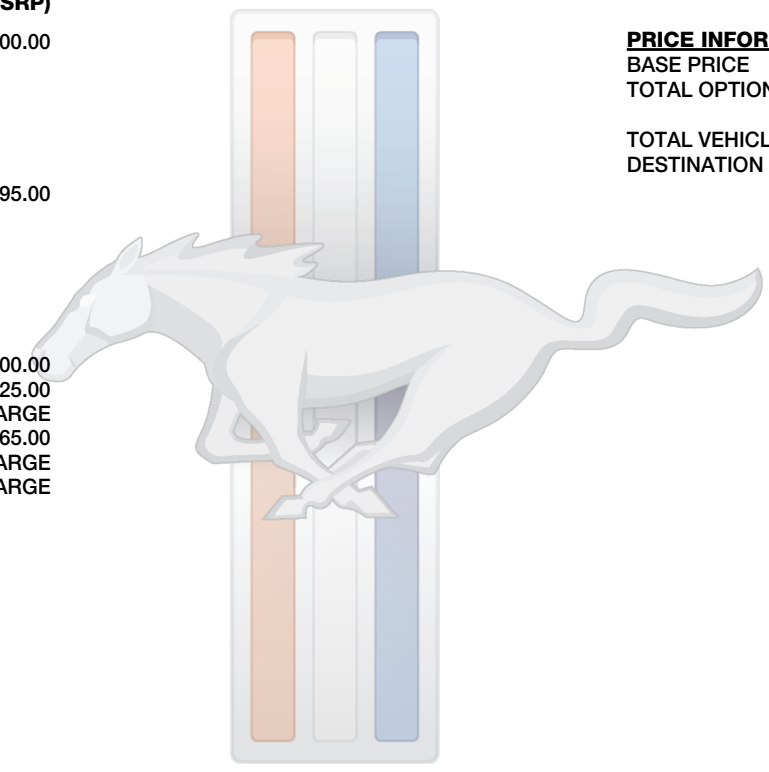 SRP)
00.00
95.00
00.00
25.00
ARGE
65.00
ARGE
ARGE
PRICE INFOR
BASE PRICE
TOTAL OPTION
TOTAL VEHICL
DESTINATION